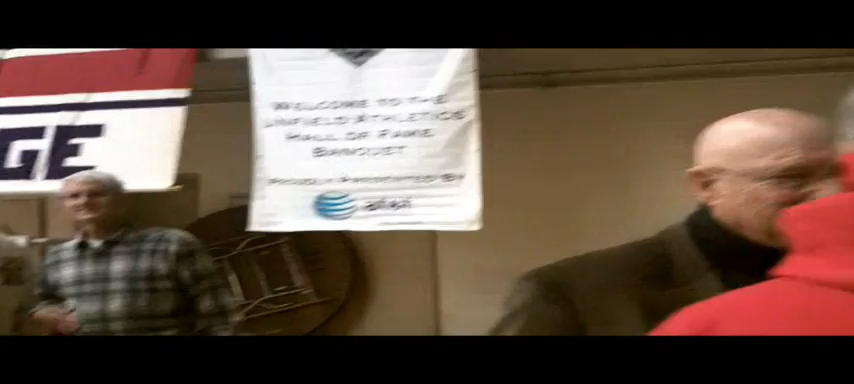 GE
WELCOME TO THE
LINFIELD ATHLETICS
HALL OF FAME
BANQUET
PROUDLY PRESENTED BY
at&t